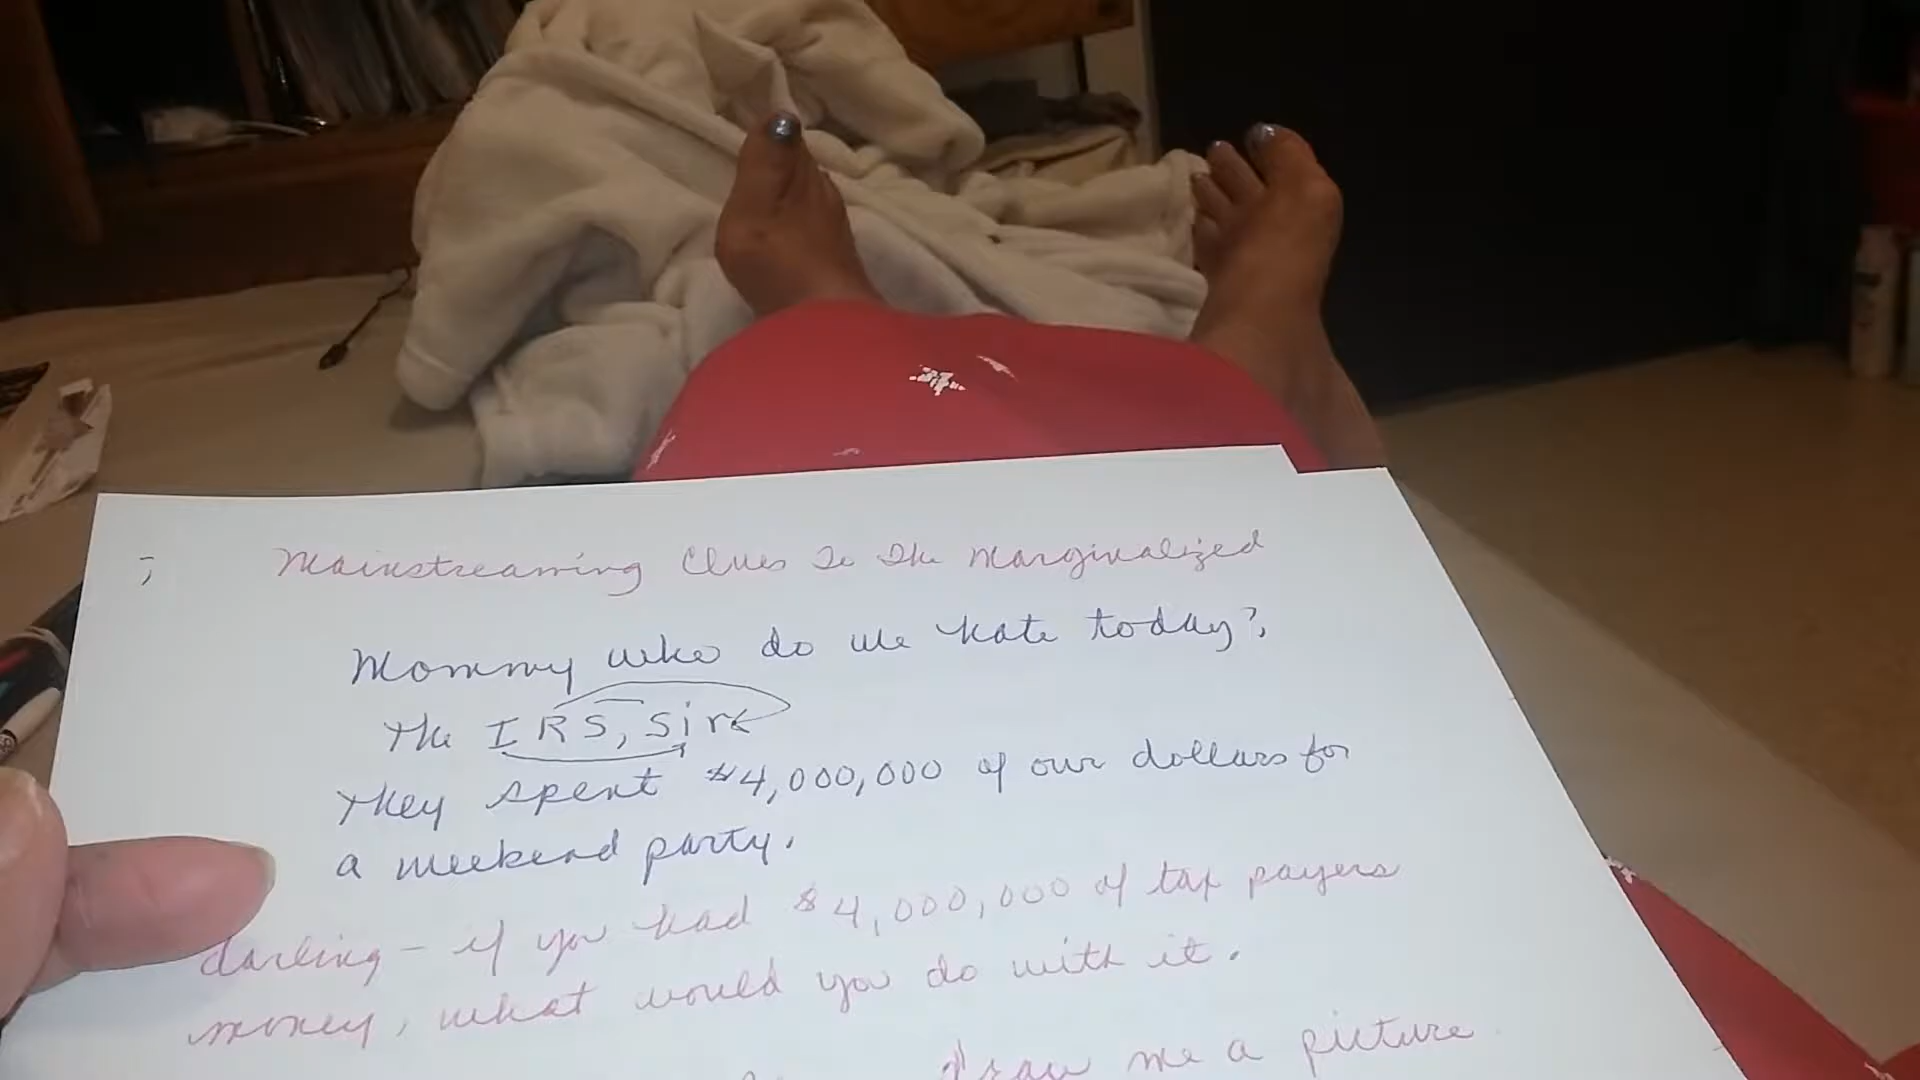 ; Mainstreaming Clues To The Marginalized
Mommy who do we hate today?,
The IRS, Sir
They spent $4,000,000 of our dollars for
a weekend party.
darling - if you had $4,000,000 of tax payers
money, what would you do with it.
draw me a picture